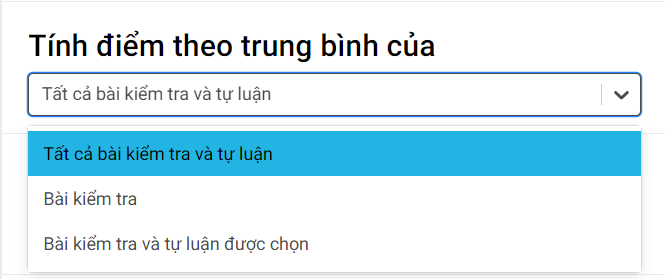 Tính điểm theo trung bình của
Tất cả bài kiểm tra và tự luận
Tất cả bài kiểm tra và tự luận
Bài kiểm tra
Bài kiểm tra và tự luận được chọn